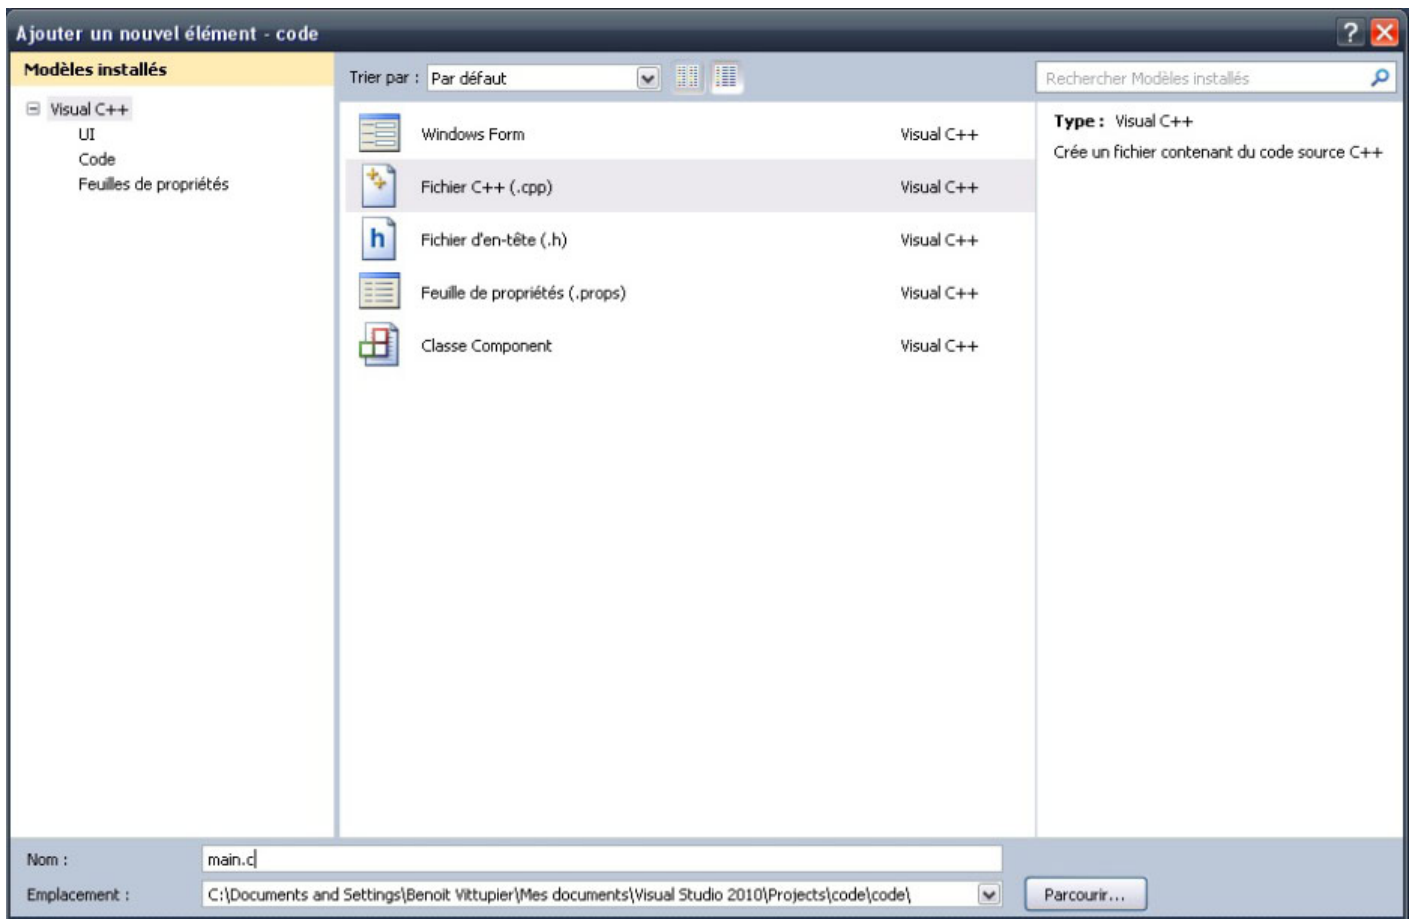 Ajouter un nouvel élément - code
Modèles installés
Trier par : Par défaut
Rechercher Modèles installés
Visual C++
UI
Code
Feuilles de propriétés
Windows Form Visual C++
Fichier C++ (.cpp) Visual C++
Fichier d'en-tête (.h) Visual C++
Feuille de propriétés (.props) Visual C++
Classe Component Visual C++
Type : Visual C++
Crée un fichier contenant du code source C++
Nom : main.c
Emplacement : C:\Documents and Settings\Benoit Vittupier\Mes documents\Visual Studio 2010\Projects\code\code\
Parcourir...